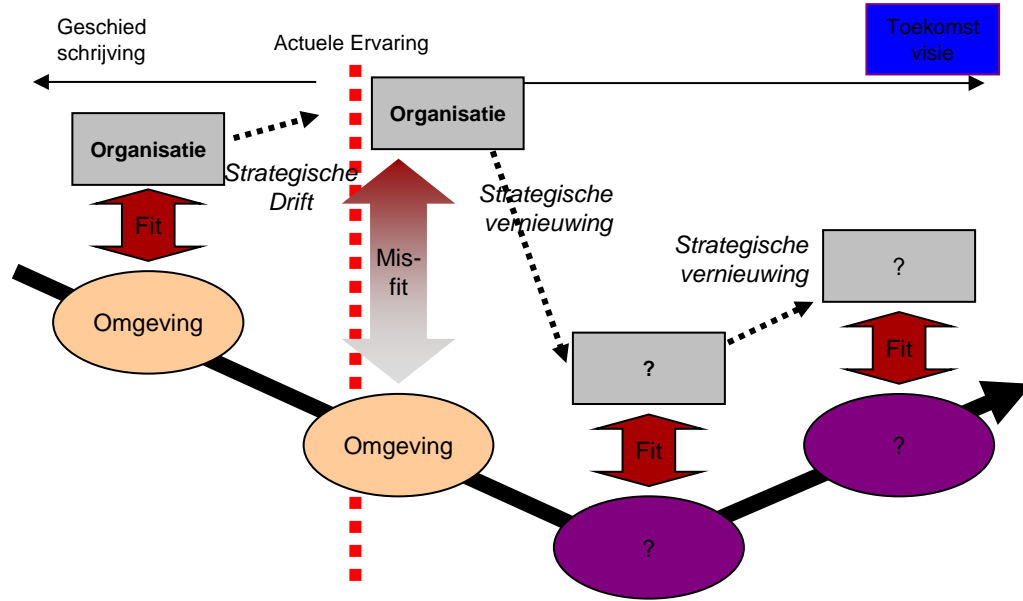 Geschied
schrijving
Actuele Ervaring
Toekomst
visie
Organisatie
Organisatie
Strategische
Drift
Strategische
vernieuwing
Fit
Mis-
fit
Strategische
vernieuwing
?
Omgeving
?
Fit
Omgeving
Fit
?
?